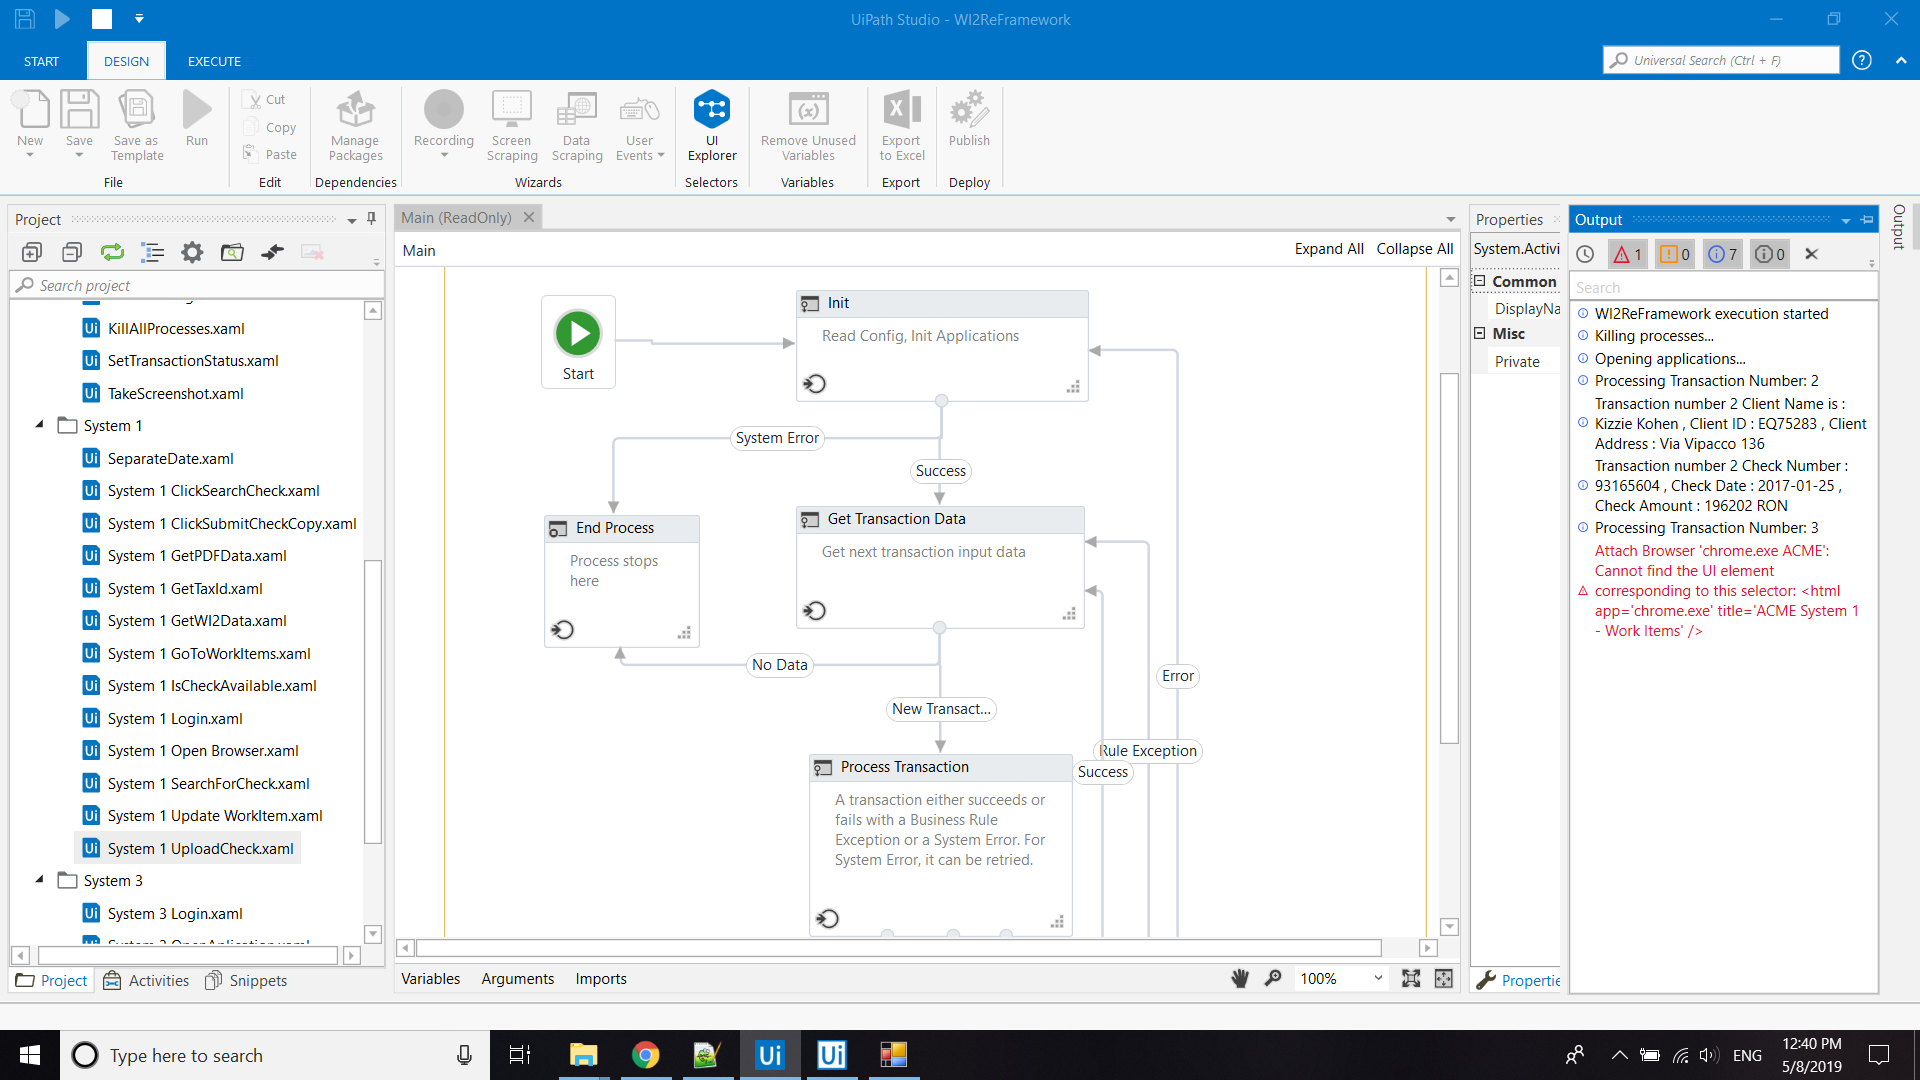 UiPath Studio - WI2ReFramework
START
DESIGN
EXECUTE
Universal Search (Ctrl + F)
New
Save
Save as
Template
Run
File
Cut
Copy
Paste
Edit
Manage
Packages
Dependencies
Recording
Screen
Scraping
Data
Scraping
User
Events
Wizards
UI
Explorer
Selectors
Remove Unused
Variables
Variables
Export
to Excel
Export
Publish
Deploy
Project
Search project
KillAllProcesses.xaml
SetTransactionStatus.xaml
TakeScreenshot.xaml
System 1
SeparateDate.xaml
System 1 ClickSearchCheck.xaml
System 1 ClickSubmitCheckCopy.xaml
System 1 GetPDFData.xaml
System 1 GetTaxId.xaml
System 1 GetWI2Data.xaml
System 1 GoToWorkItems.xaml
System 1 IsCheckAvailable.xaml
System 1 Login.xaml
System 1 Open Browser.xaml
System 1 SearchForCheck.xaml
System 1 Update WorkItem.xaml
System 1 UploadCheck.xaml
System 3
System 3 Login.xaml
Project
Activities
Snippets
Main (ReadOnly)
Main
Expand All
Collapse All
Start
Init
Read Config, Init Applications
System Error
Success
End Process
Process stops
here
Get Transaction Data
Get next transaction input data
No Data
New Transact...
Error
Rule Exception
Success
Process Transaction
A transaction either succeeds or
fails with a Business Rule
Exception or a System Error. For
System Error, it can be retried.
Variables
Arguments
Imports
100%
Properties
System.Activi
Common
DisplayNa
Misc
Private
Propertie
Output
1
0
7
0
Search
WI2ReFramework execution started
Killing processes...
Opening applications...
Processing Transaction Number: 2
Transaction number 2 Client Name is :
Kizzie Kohen , Client ID : EQ75283 , Client
Address : Via Vipacco 136
Transaction number 2 Check Number :
93165604 , Check Date : 2017-01-25 ,
Check Amount : 196202 RON
Processing Transaction Number: 3
Attach Browser 'chrome.exe ACME':
Cannot find the UI element
corresponding to this selector: <html
app='chrome.exe' title='ACME System 1
- Work Items' />
Output
Type here to search
ENG
12:40 PM
5/8/2019